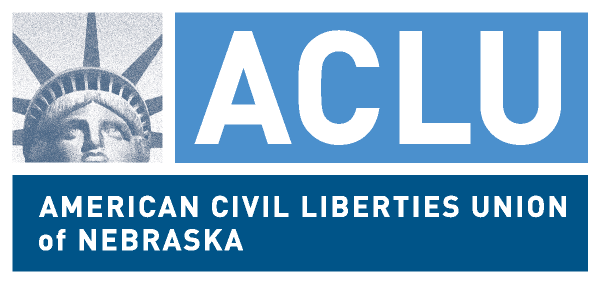 ACLU
AMERICAN CIVIL LIBERTIES UNION
of NEBRASKA